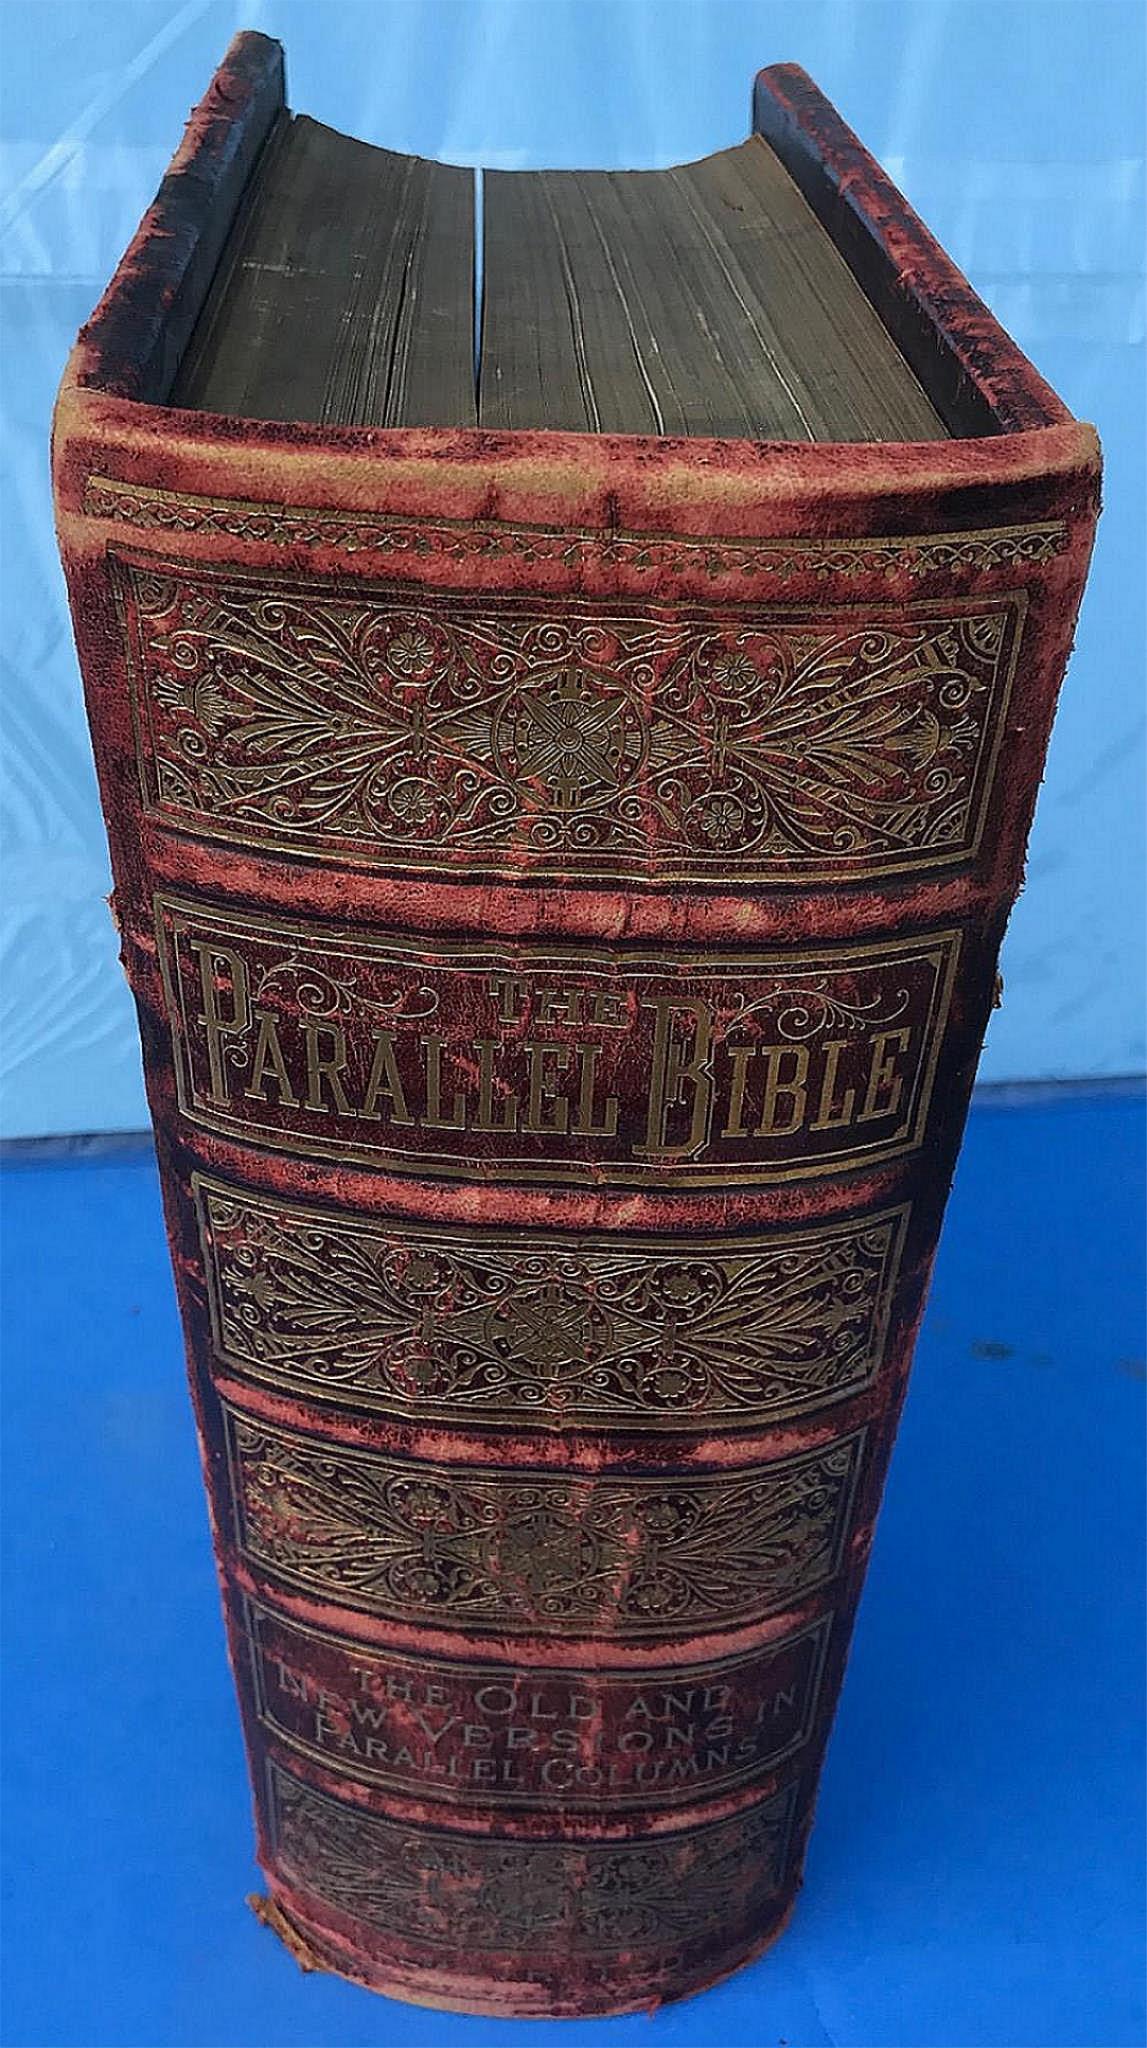 THE
PARALLEL BIBLE
THE OLD AND
NEW VERSIONS IN
PARALLEL COLUMNS